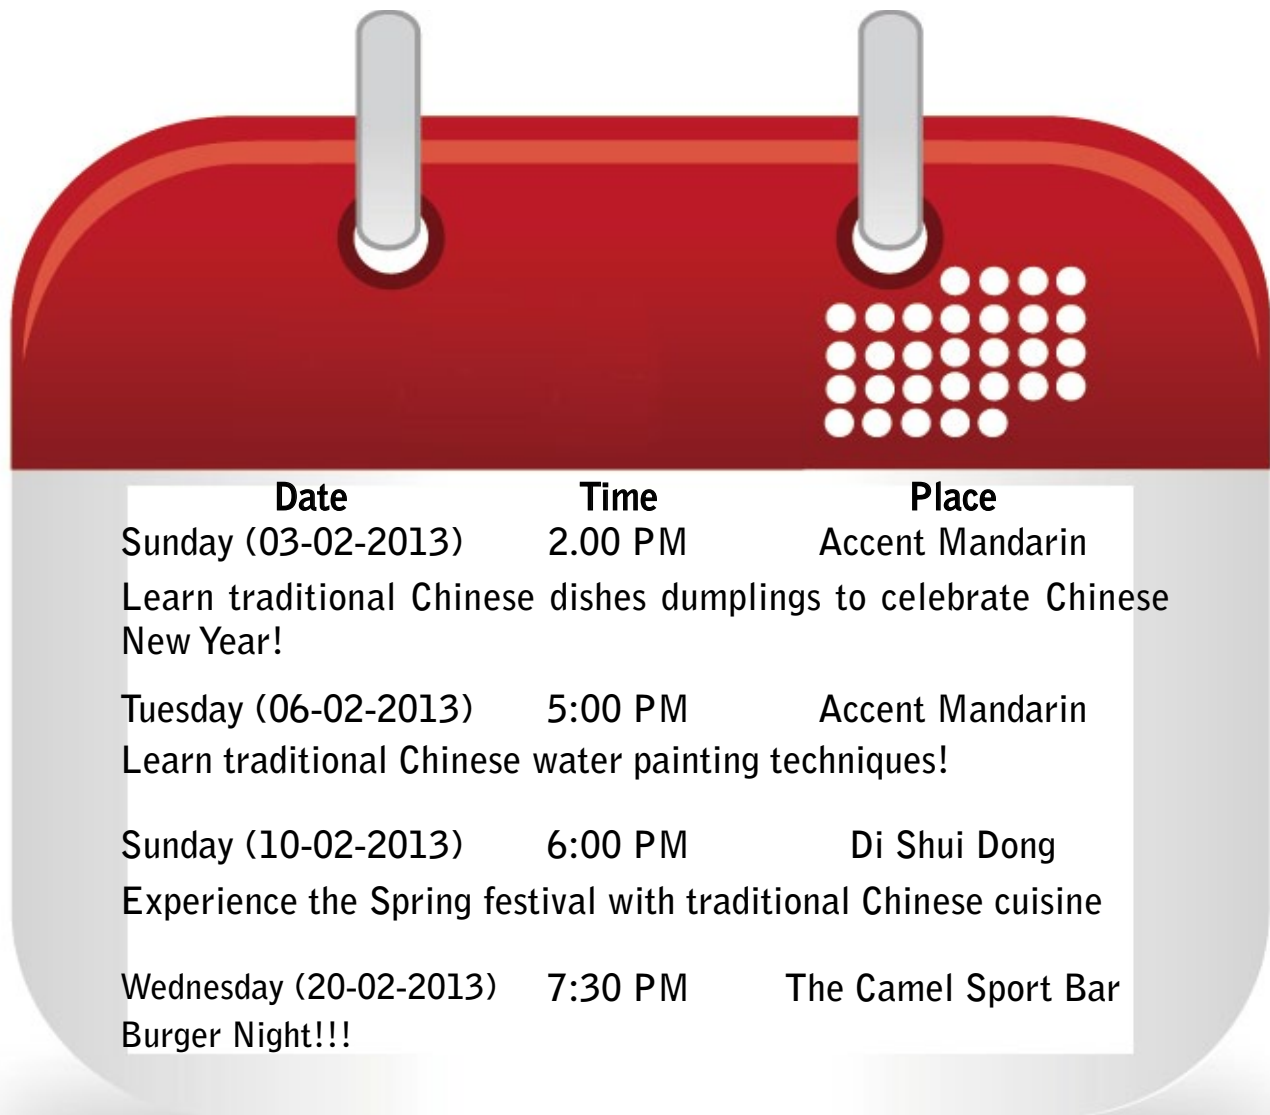 Date Time Place
Sunday (03-02-2013) 2.00 PM Accent Mandarin
Learn traditional Chinese dishes dumplings to celebrate Chinese
New Year!
Tuesday (06-02-2013) 5:00 PM Accent Mandarin
Learn traditional Chinese water painting techniques!
Sunday (10-02-2013) 6:00 PM Di Shui Dong
Experience the Spring festival with traditional Chinese cuisine
Wednesday (20-02-2013) 7:30 PM The Camel Sport Bar
Burger Night!!!